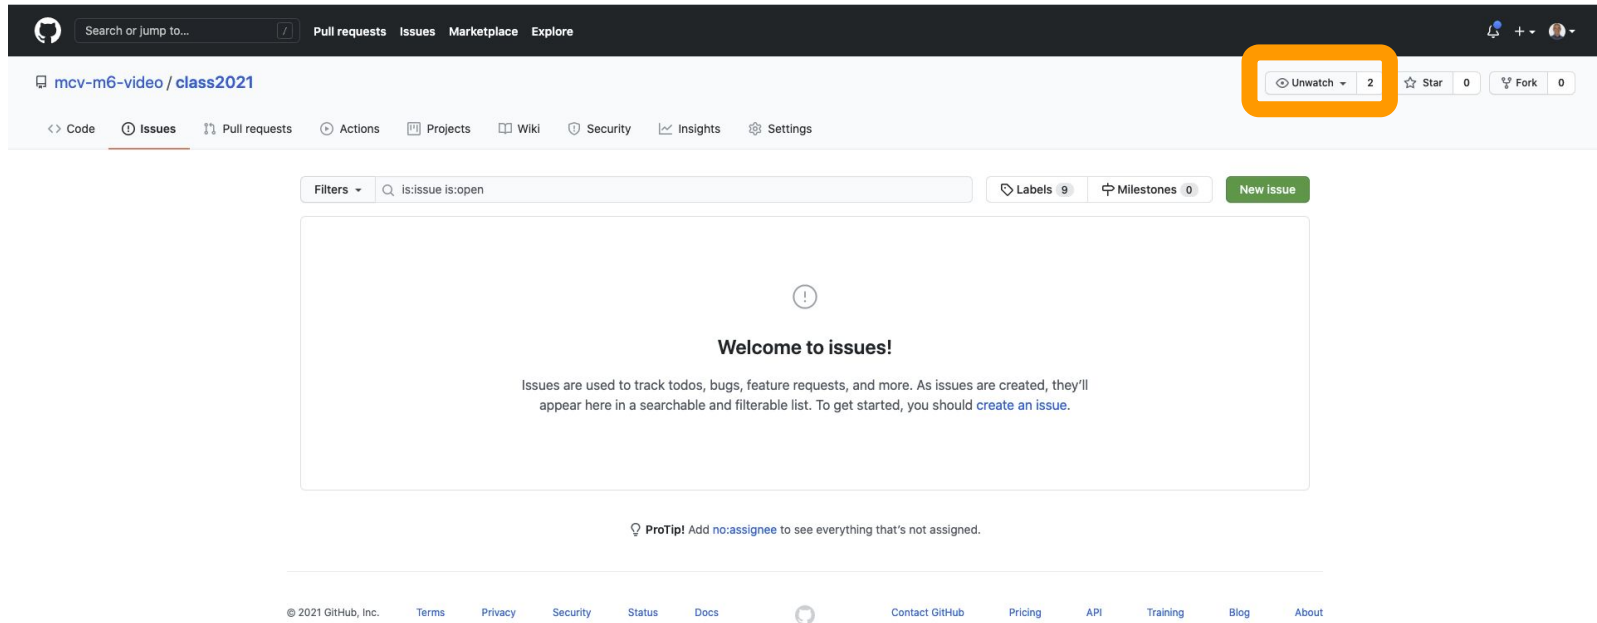 Search or jump to... / Pull requests Issues Marketplace Explore
mcv-m6-video / class2021 Unwatch 2 Star 0 Fork 0
<> Code Issues Pull requests Actions Projects Wiki Security Insights Settings
Filters is:issue is:open Labels 9 Milestones 0 New issue
Welcome to issues!
Issues are used to track todos, bugs, feature requests, and more. As issues are created, they'll
appear here in a searchable and filterable list. To get started, you should create an issue.
ProTip! Add no:assignee to see everything that's not assigned.
© 2021 GitHub, Inc. Terms Privacy Security Status Docs Contact GitHub Pricing API Training Blog About